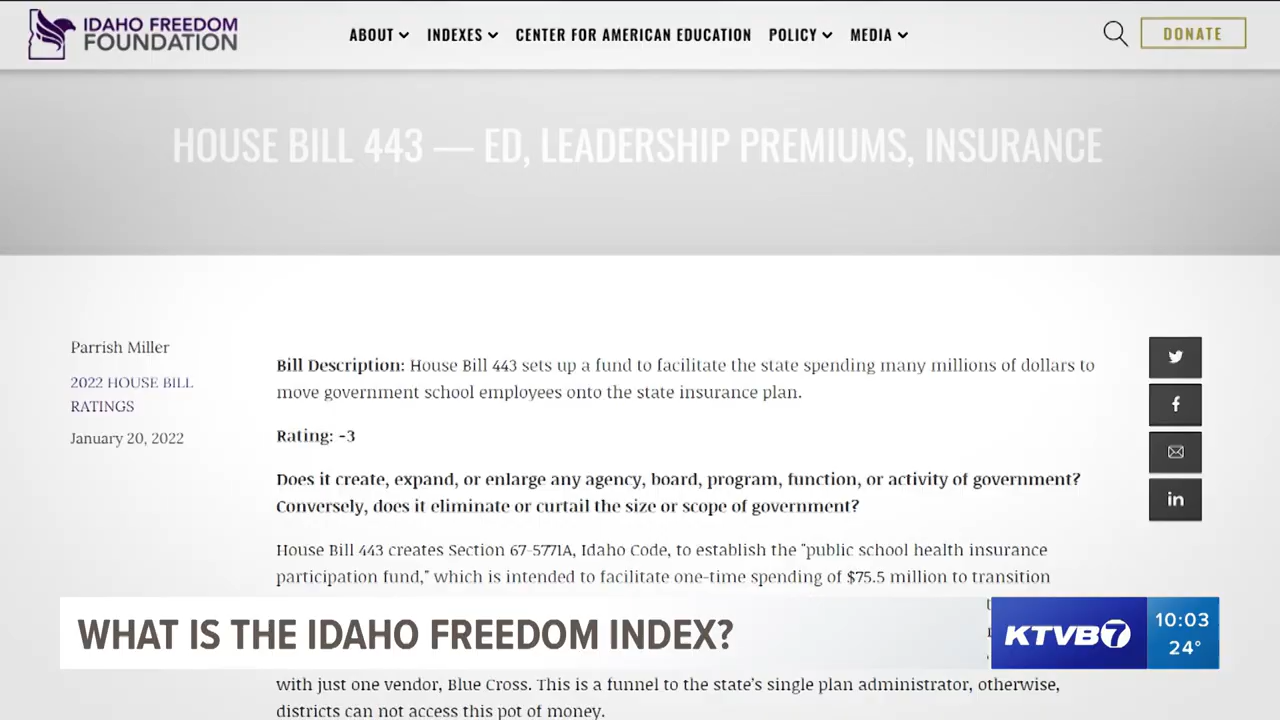 IDAHO FREEDOM
FOUNDATION
ABOUT INDEXES CENTER FOR AMERICAN EDUCATION POLICY MEDIA
DONATE
HOUSE BILL 443 — ED, LEADERSHIP PREMIUMS, INSURANCE
Parrish Miller
2022 HOUSE BILL
RATINGS
January 20, 2022
Bill Description: House Bill 443 sets up a fund to facilitate the state spending many millions of dollars to
move government school employees onto the state insurance plan.
Rating: -3
Does it create, expand, or enlarge any agency, board, program, function, or activity of government?
Conversely, does it eliminate or curtail the size or scope of government?
House Bill 443 creates Section 67-5771A, Idaho Code, to establish the "public school health insurance
participation fund," which is intended to facilitate one-time spending of $75.5 million to transition
WHAT IS THE IDAHO FREEDOM INDEX?
KTVB7
10:03
24°
with just one vendor, Blue Cross. This is a funnel to the state's single plan administrator, otherwise,
districts can not access this pot of money.
in